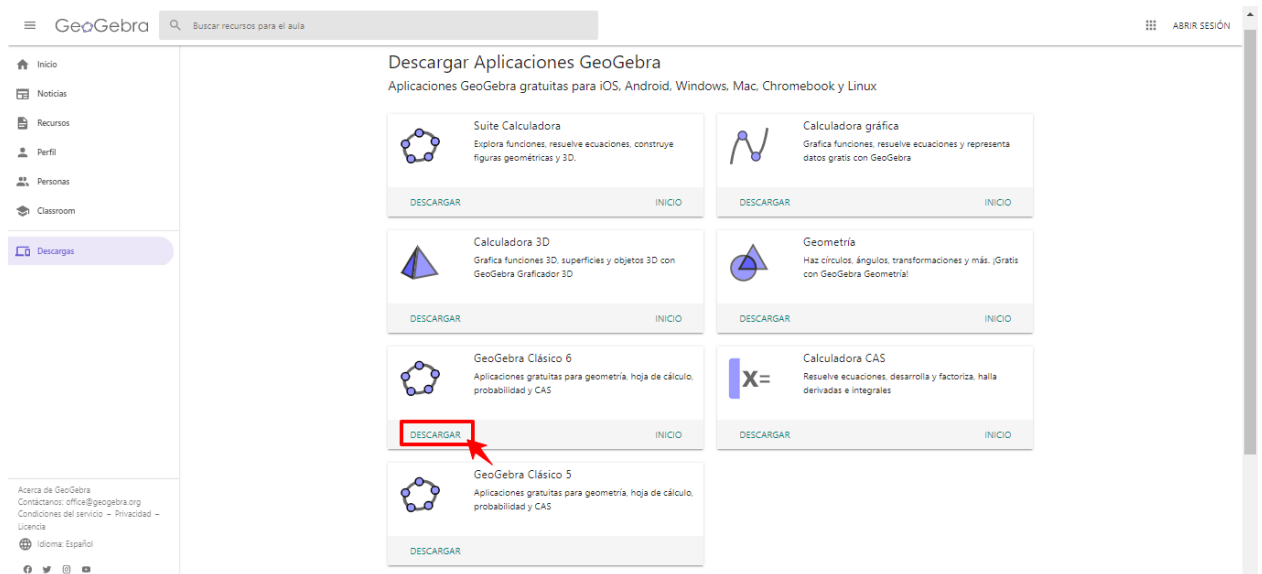 GeoGebra
Buscar recursos para el aula
ABRIR SESIÓN
Inicio
Noticias
Recursos
Perfil
Personas
Classroom
Descargas
Acerca de GeoGebra
Contáctanos: office@geogebra.org
Condiciones del servicio – Privacidad –
Licencia
Idioma: Español
Descargar Aplicaciones GeoGebra
Aplicaciones GeoGebra gratuitas para iOS, Android, Windows, Mac, Chromebook y Linux
Suite Calculadora
Explora funciones, resuelve ecuaciones, construye
figuras geométricas y 3D.
DESCARGAR
INICIO
Calculadora gráfica
Grafica funciones, resuelve ecuaciones y representa
datos gratis con GeoGebra
DESCARGAR
INICIO
Calculadora 3D
Grafica funciones 3D, superficies y objetos 3D con
GeoGebra Graficador 3D
DESCARGAR
INICIO
Geometría
Haz círculos, ángulos, transformaciones y más. ¡Gratis
con GeoGebra Geometría!
DESCARGAR
INICIO
GeoGebra Clásico 6
Aplicaciones gratuitas para geometría, hoja de cálculo,
probabilidad y CAS
DESCARGAR
INICIO
X=
Calculadora CAS
Resuelve ecuaciones, desarrolla y factoriza, halla
derivadas e integrales
DESCARGAR
INICIO
GeoGebra Clásico 5
Aplicaciones gratuitas para geometría, hoja de cálculo,
probabilidad y CAS
DESCARGAR